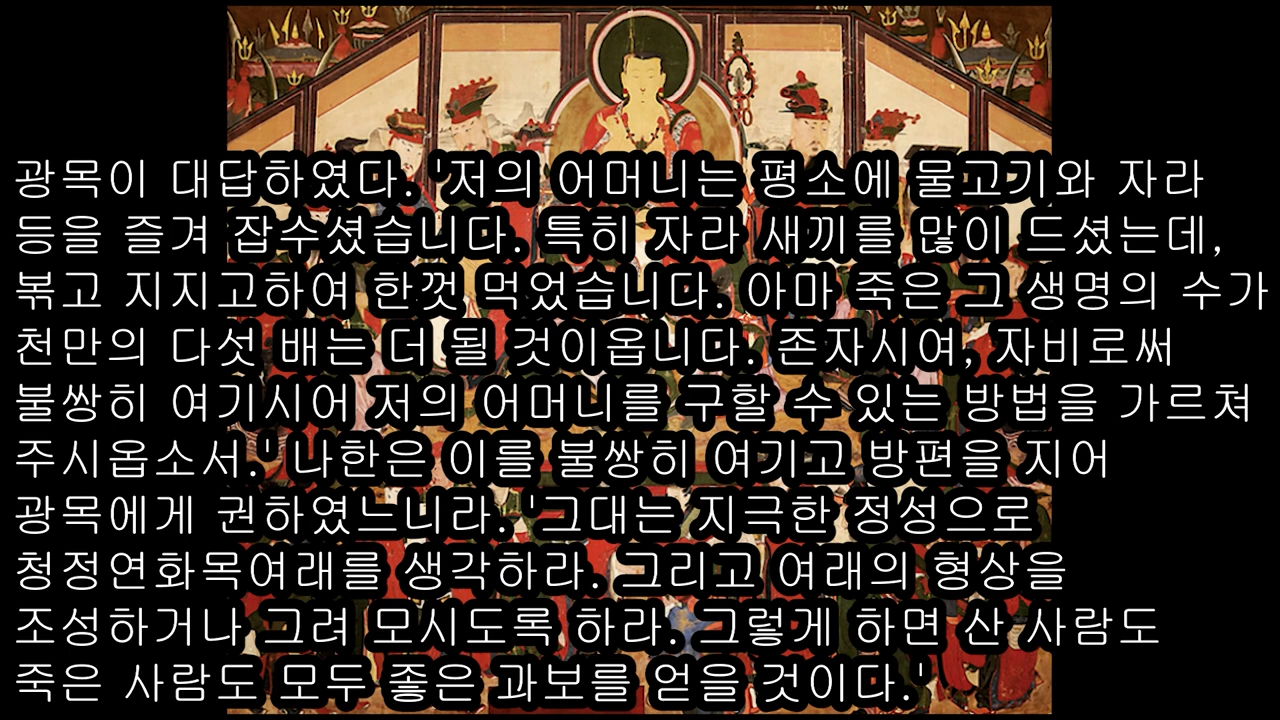 광목이 대답하였다. '저의 어머니는 평소에 물고기와 자라
등을 즐겨 잡수셨습니다. 특히 자라 새끼를 많이 드셨는데,
볶고 지지고하여 한껏 먹었습니다. 아마 죽은 그 생명의 수가
천만의 다섯 배는 더 될 것이옵니다. 존자시여, 자비로써
불쌍히 여기시어 저의 어머니를 구할 수 있는 방법을 가르쳐
주시옵소서.' 나한은 이를 불쌍히 여기고 방편을 지어
광목에게 권하였느니라. '그대는 지극한 정성으로
청정연화목여래를 생각하라. 그리고 여래의 형상을
조성하거나 그려 모시도록 하라. 그렇게 하면 산 사람도
죽은 사람도 모두 좋은 과보를 얻을 것이다.'